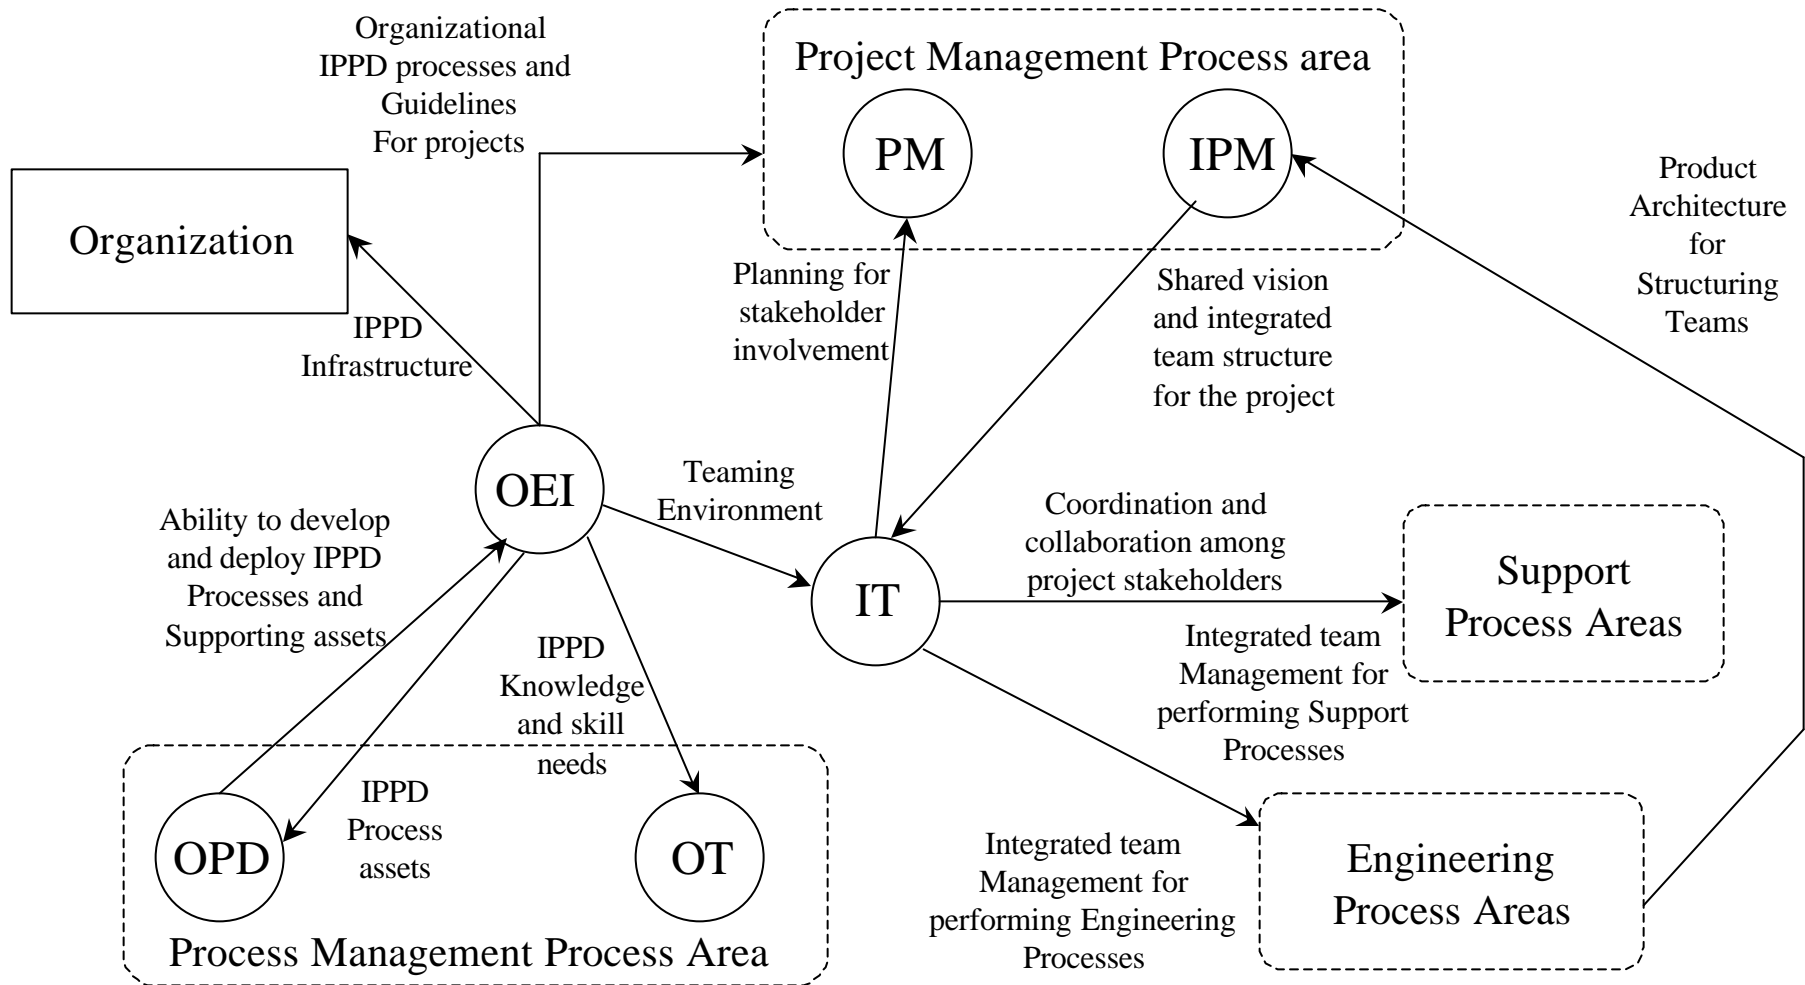 Organizational
IPPD processes and
Guidelines
For projects
Project Management Process area
PM
IPM
Product
Architecture
for
Structuring
Teams
Organization
IPPD
Infrastructure
Planning for
stakeholder
involvement
Shared vision
and integrated
team structure
for the project
OEI
Teaming
Environment
Ability to develop
and deploy IPPD
Processes and
Supporting assets
IT
Coordination and
collaboration among
project stakeholders
Support
Process Areas
IPPD
Knowledge
and skill
needs
Integrated team
Management for
performing Support
Processes
IPPD
Process
assets
OPD
OT
Process Management Process Area
Integrated team
Management for
performing Engineering
Processes
Engineering
Process Areas